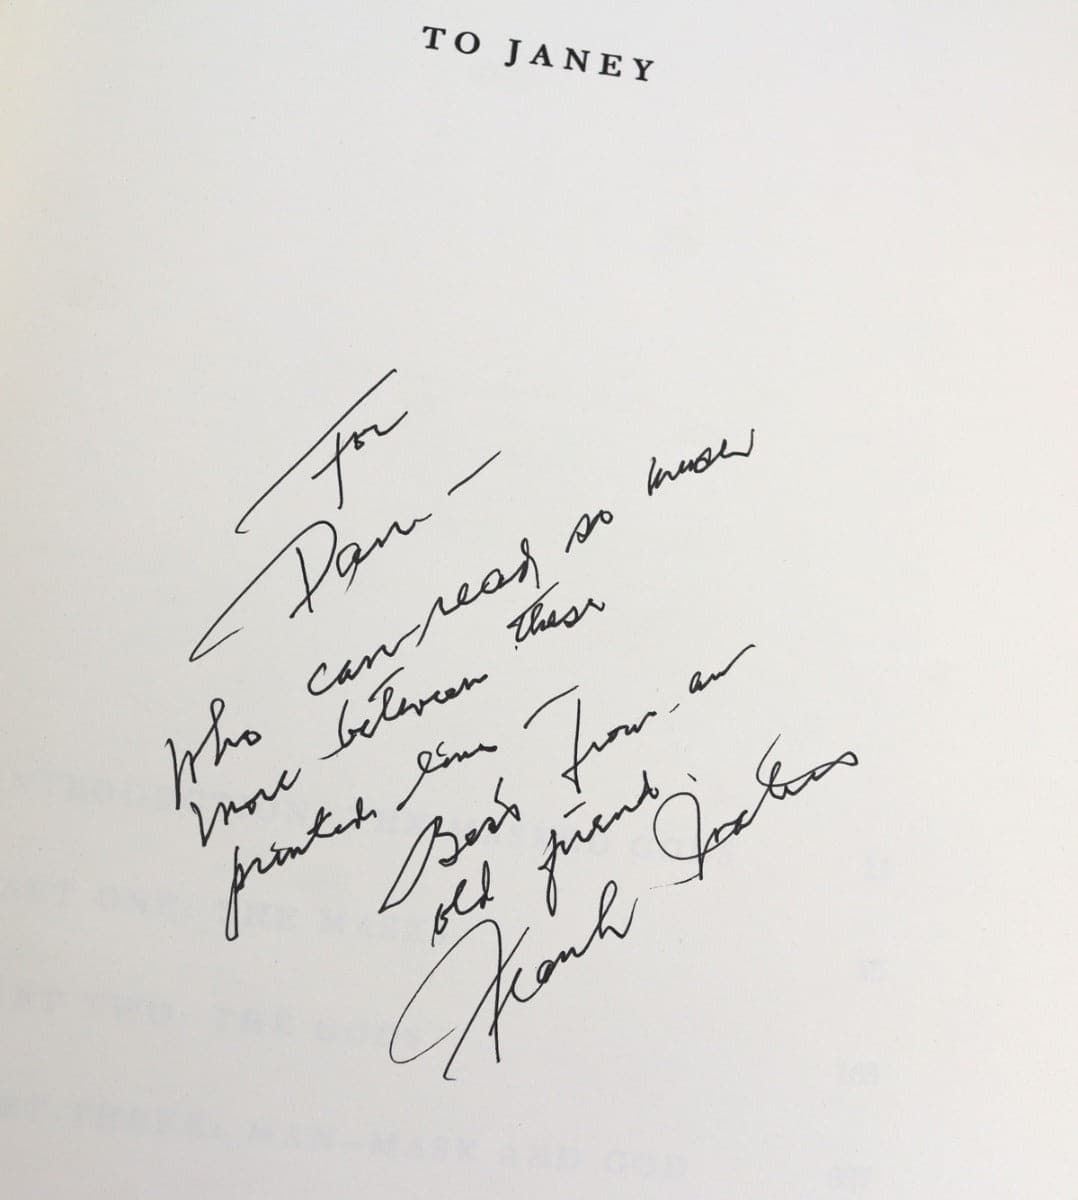 TO JANEY
For
Dan —
Who can read so much
more between these
printed lines
Best From an
old friend.
Frank